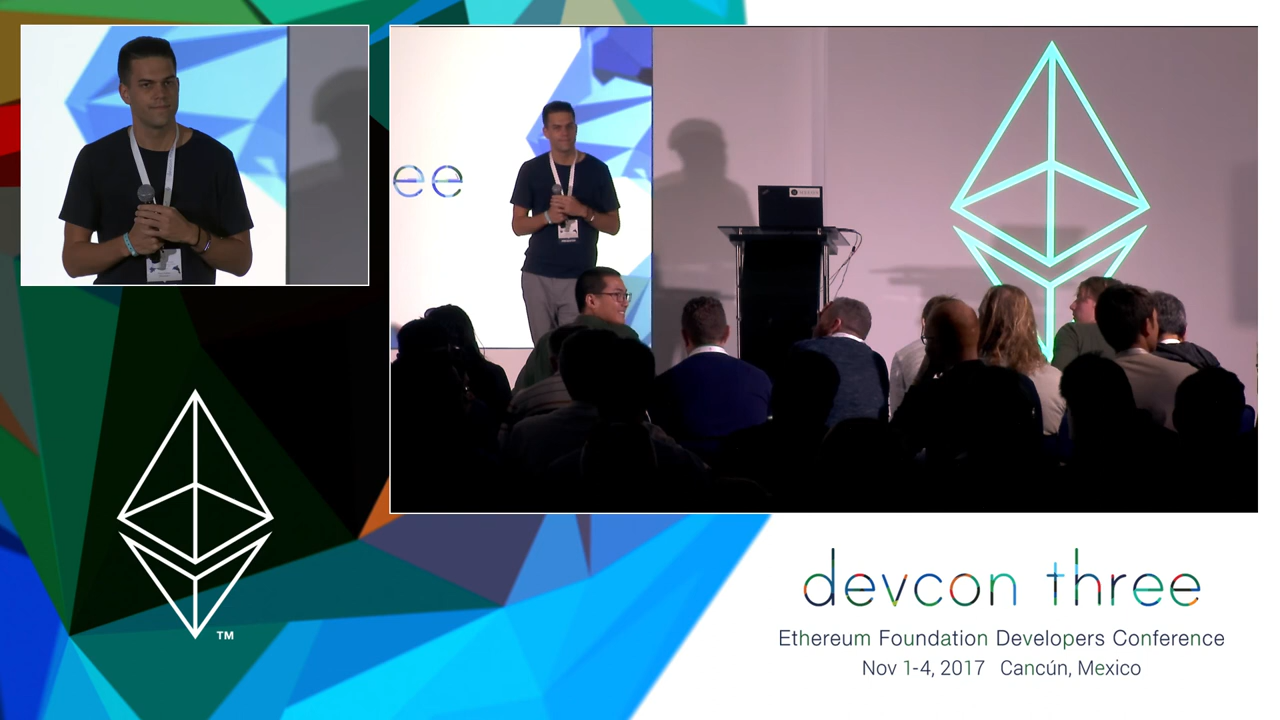 ee
TM
devcon three
Ethereum Foundation Developers Conference
Nov 1-4, 2017 Cancún, Mexico